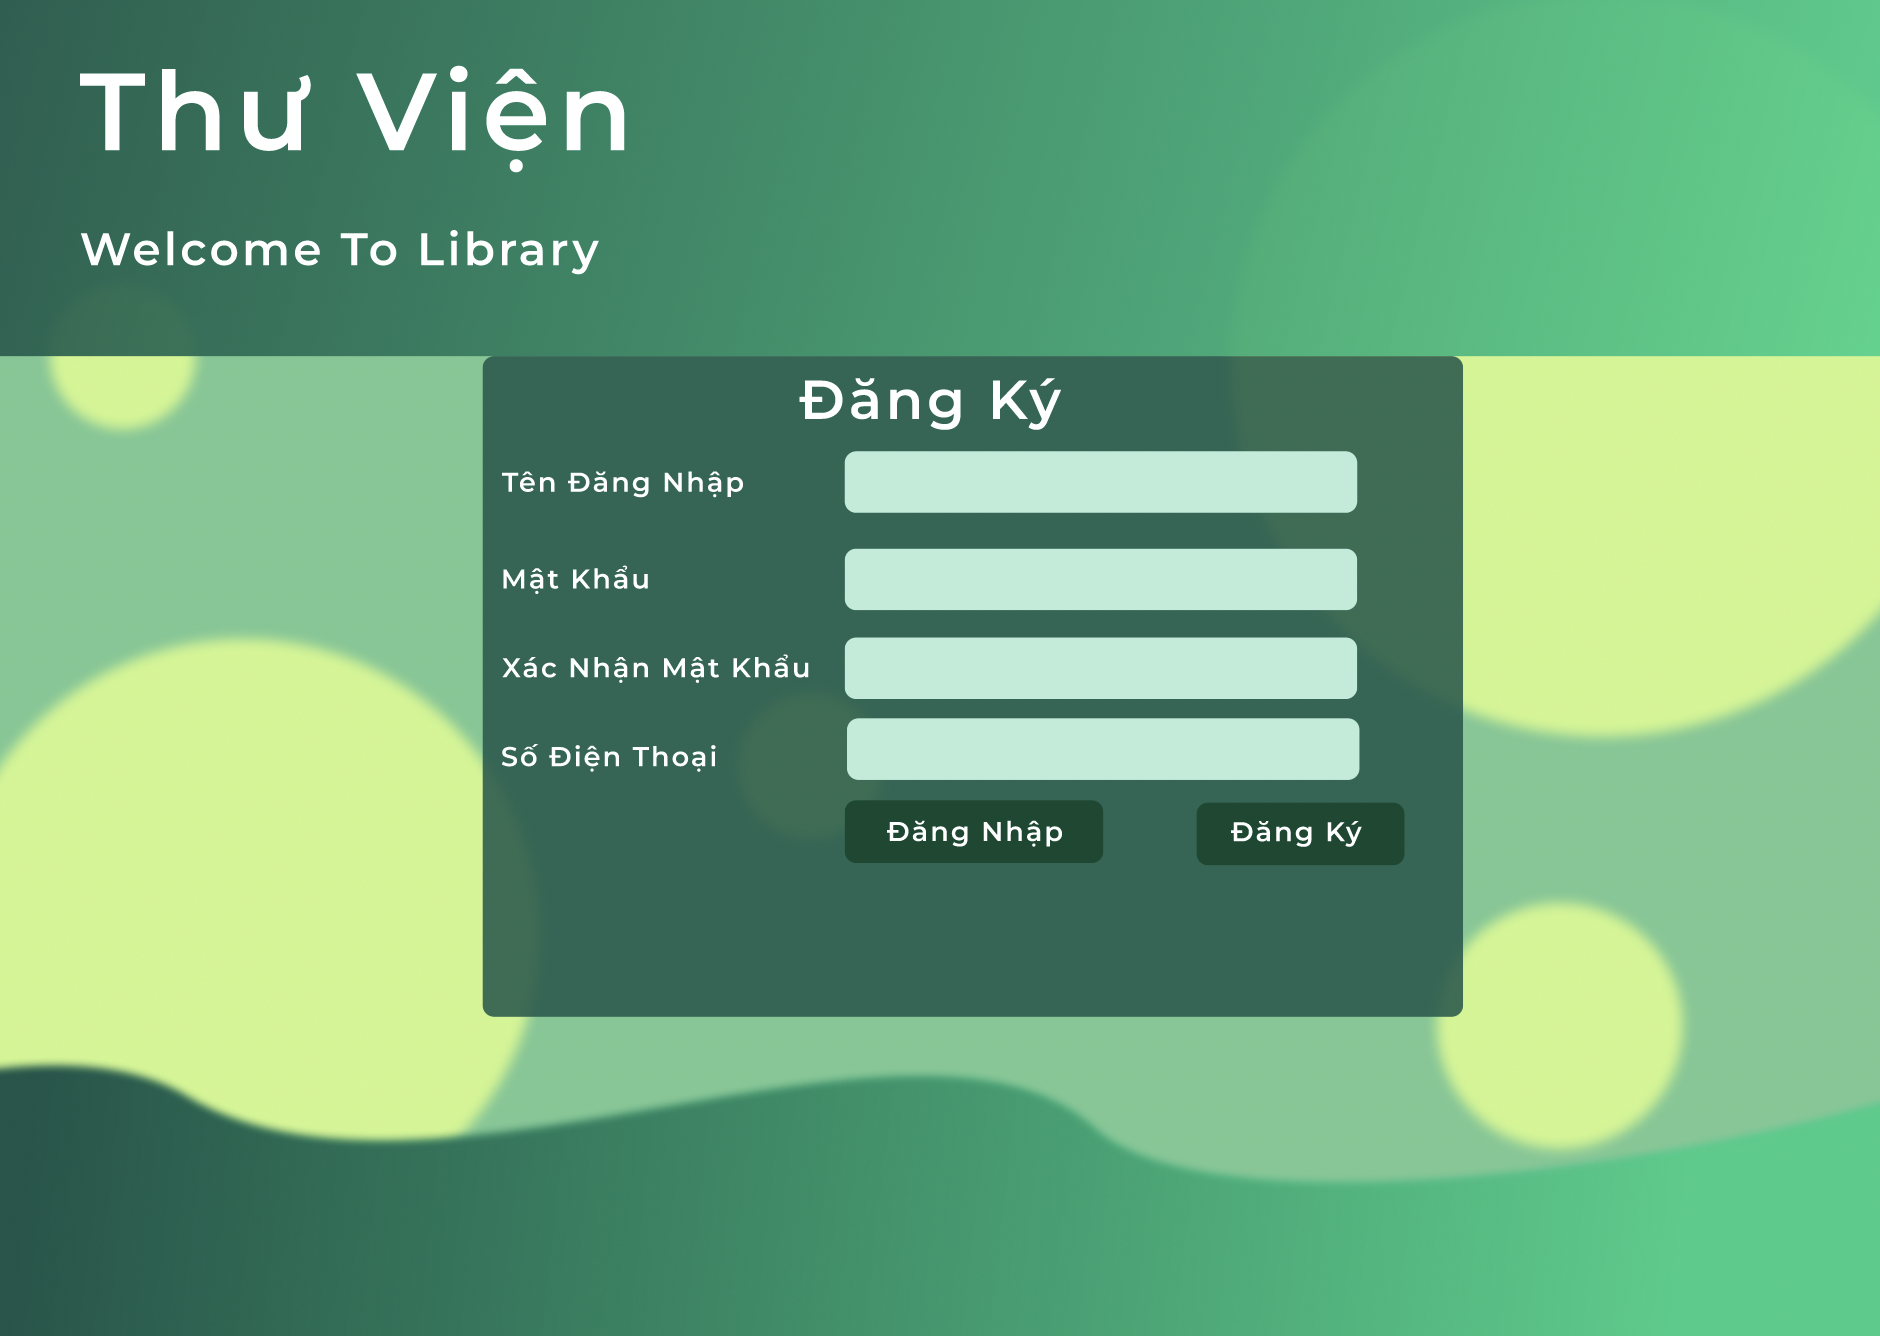 Thư Viện
Welcome To Library
Đăng Ký
Tên Đăng Nhập
Mật Khẩu
Xác Nhận Mật Khẩu
Số Điện Thoại
Đăng Nhập
Đăng Ký